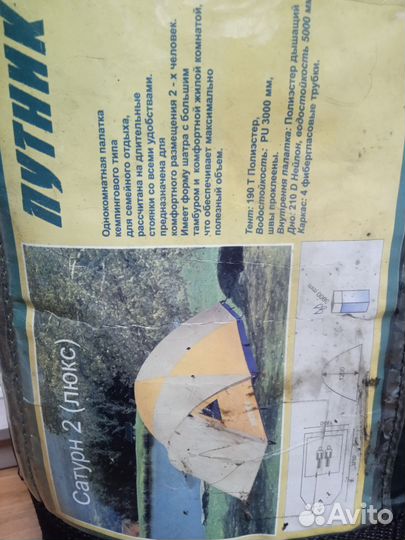 ПУТНИК
Однокомнатная палатка
кемпингового типа
для семейного отдыха,
рассчитана на длительные
стоянки со всеми удобствами.
предназначена для
комфортного размещения 2 - х человек.
Имеет форму шатра с большим
тамбуром и комфортной жилой комнатой,
что обеспечивает максимально
полезный объем.
Тент: 190 Т Полиэстер,
Водостойкость: PU 3000 мм,
швы проклеены.
Внутренняя палатка: Полиэстер дышащий
Дно: 210 D Нейлон, водостойкость 5000 мм
Каркас: 4 фибергласовые трубки.
Сатурн 2 (люкс)
3000 mm
Avito